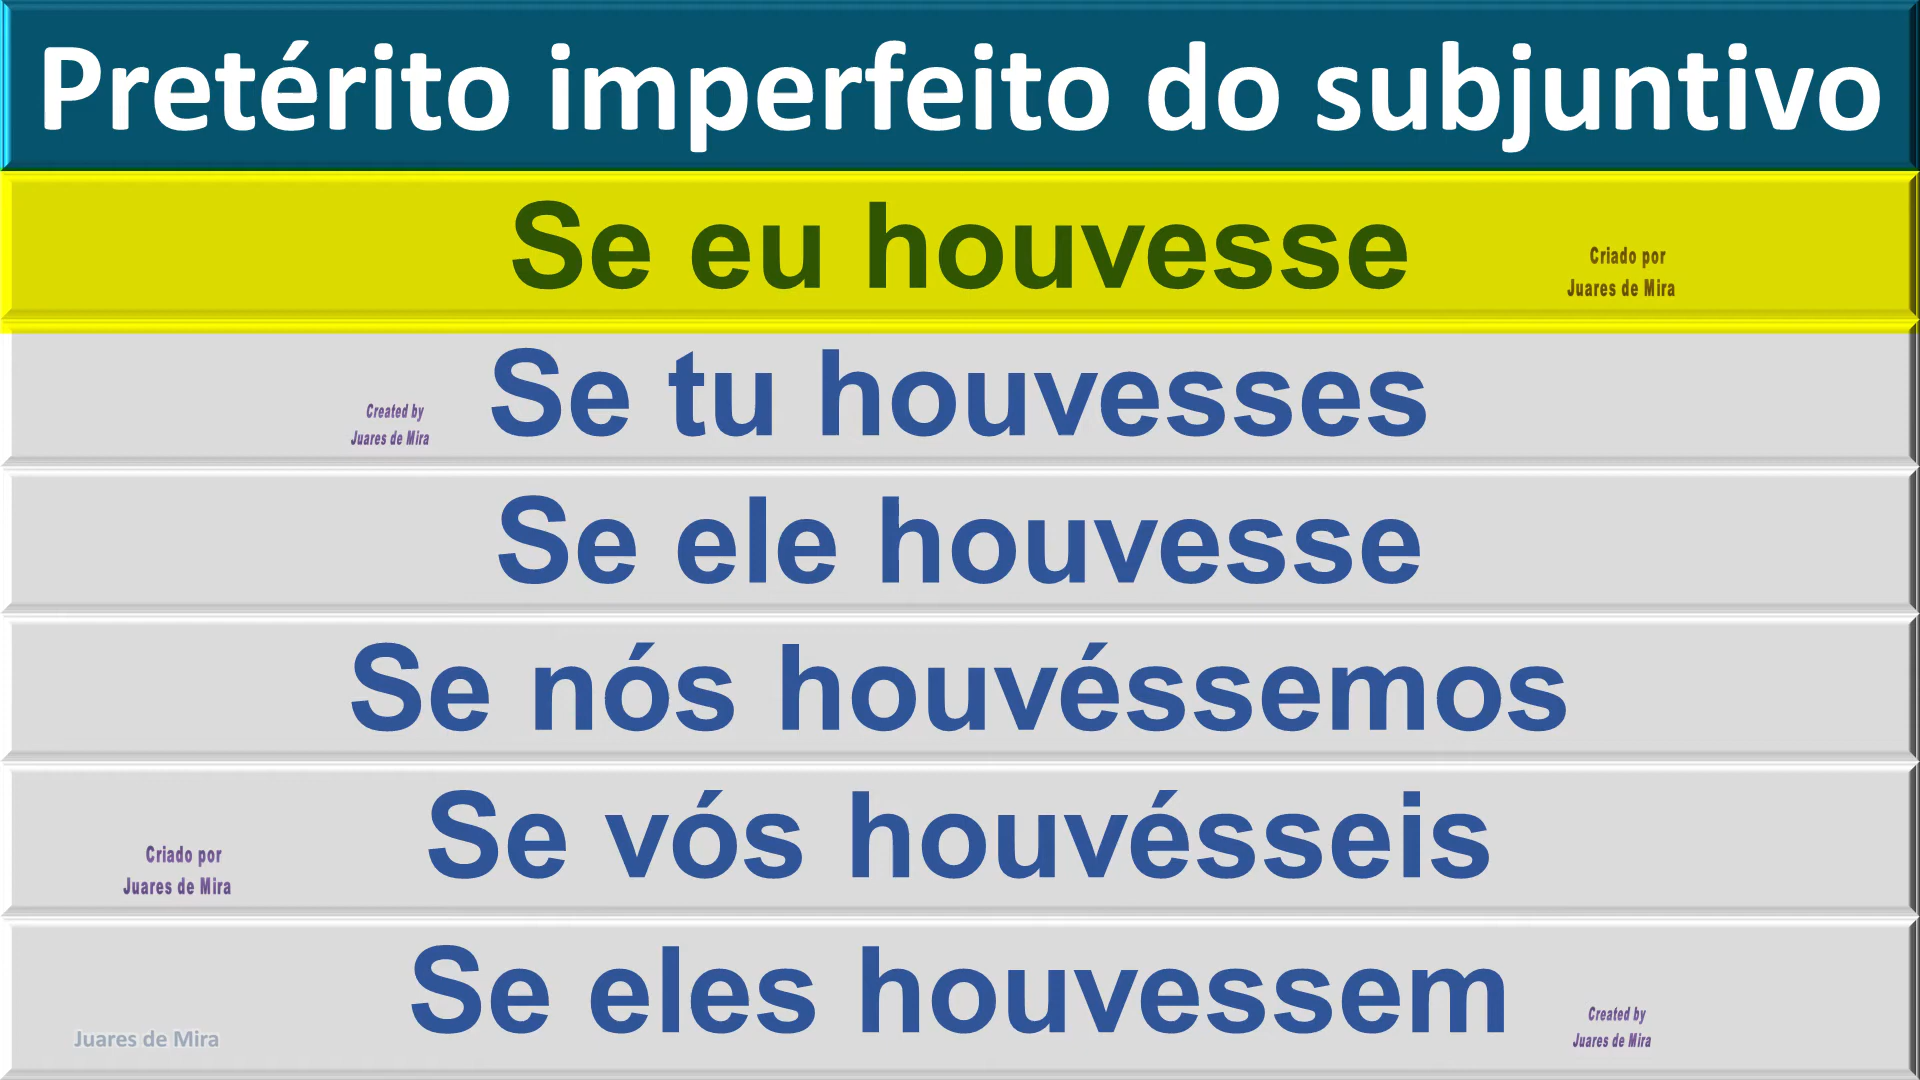 Pretérito imperfeito do subjuntivo
Se eu houvesse
Criado por
Juares de Mira
Se tu houvesses
Created by
Juares de Mira
Se ele houvesse
Se nós houvéssemos
Se vós houvésseis
Criado por
Juares de Mira
Se eles houvessem
Juares de Mira
Created by
Juares de Mira